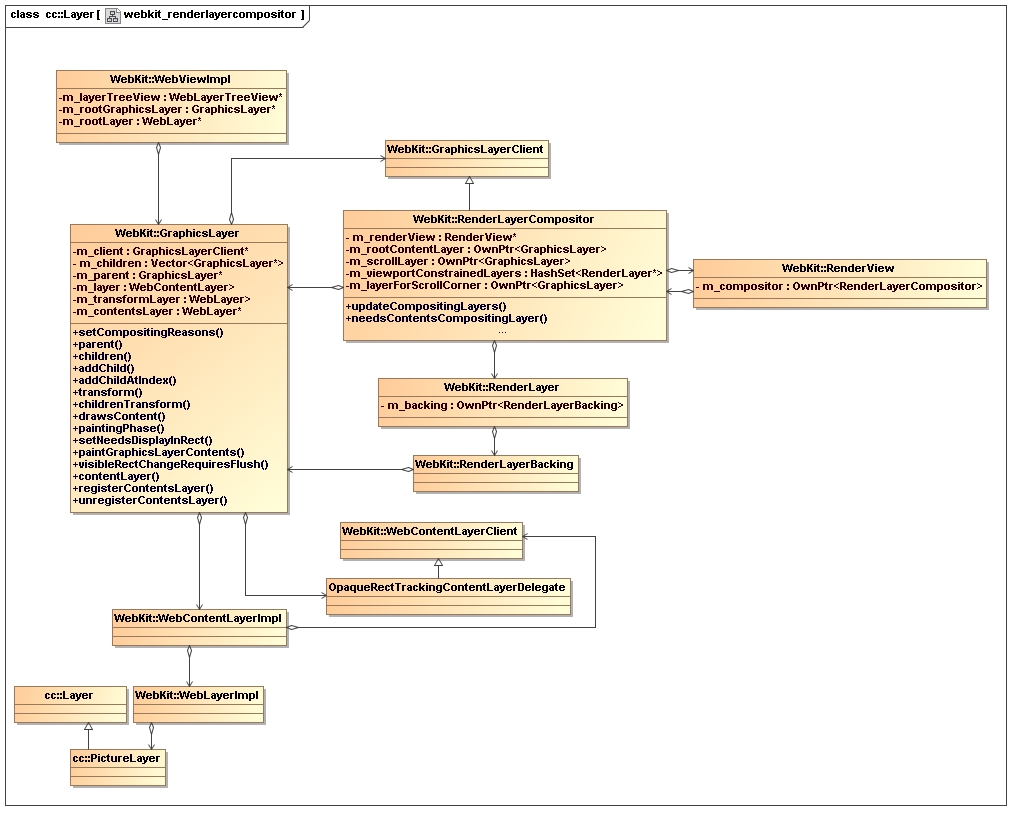 class cc::Layer [ webkit_renderlayercompositor ]
WebKit::WebViewImpl
-m_layerTreeView : WebLayerTreeView*
-m_rootGraphicsLayer : GraphicsLayer*
-m_rootLayer : WebLayer*
WebKit::GraphicsLayerClient
WebKit::GraphicsLayer
-m_client : GraphicsLayerClient*
-m_children : Vector<GraphicsLayer*>
-m_parent : GraphicsLayer*
-m_layer : WebContentLayer>
-m_transformLayer : WebLayer>
-m_contentsLayer : WebLayer*
+setCompositingReasons()
+parent()
+children()
+addChild()
+addChildAtIndex()
+transform()
+childrenTransform()
+drawsContent()
+paintingPhase()
+setNeedsDisplayInRect()
+paintGraphicsLayerContents()
+visibleRectChangeRequiresFlush()
+contentLayer()
+registerContentsLayer()
+unregisterContentsLayer()
WebKit::RenderLayerCompositor
- m_renderView : RenderView*
-m_rootContentLayer : OwnPtr<GraphicsLayer>
-m_scrollLayer : OwnPtr<GraphicsLayer>
-m_viewportConstrainedLayers : HashSet<RenderLayer*>
-m_layerForScrollCorner : OwnPtr<GraphicsLayer>
+updateCompositingLayers()
+needsContentsCompositingLayer()
...
WebKit::RenderView
- m_compositor : OwnPtr<RenderLayerCompositor>
WebKit::RenderLayer
- m_backing : OwnPtr<RenderLayerBacking>
WebKit::RenderLayerBacking
WebKit::WebContentLayerClient
OpaqueRectTrackingContentLayerDelegate
WebKit::WebContentLayerImpl
cc::Layer
WebKit::WebLayerImpl
cc::PictureLayer